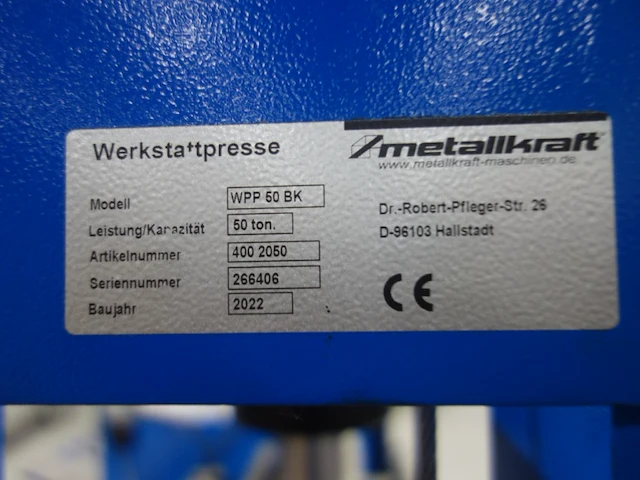 Werkstattpresse
metallkraft®
www.metallkraft-maschinen.de
Modell WPP 50 BK
Leistung/Kapazität 50 ton.
Artikelnummer 400 2050
Seriennummer 266406
Baujahr 2022
Dr.-Robert-Pfleger-Str. 26
D-96103 Hallstadt
CE